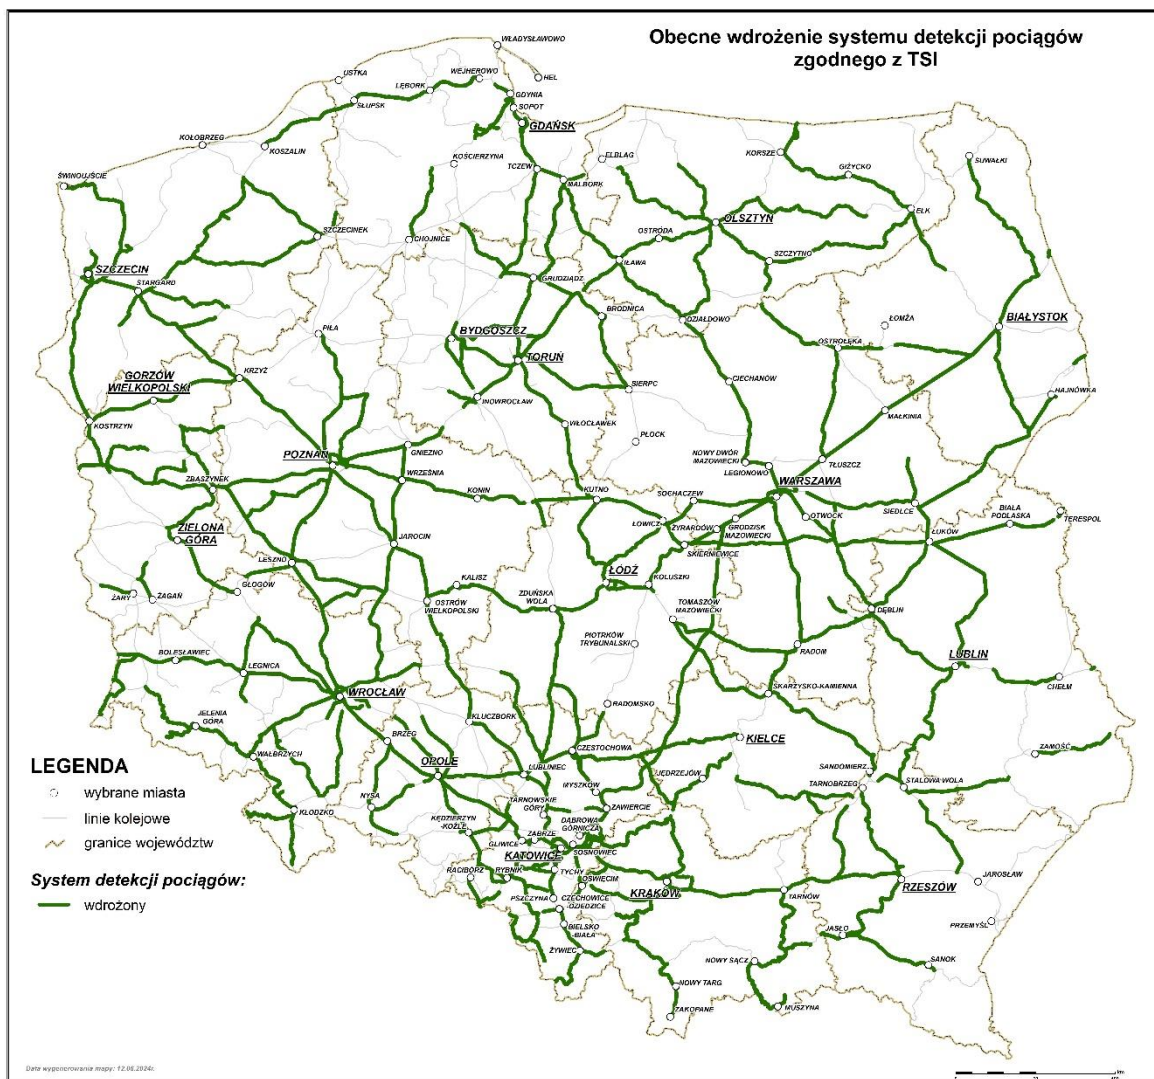 Obecne wdrożenie systemu detekcji pociągów
zgodnego z TSI
WŁADYSŁAWOWO
USTKA
WEJHEROWO
HEL
LĘBORK
GDYNIA
SŁUPSK
SOPOT
GDAŃSK
KOŁOBRZEG
KOSZALIN
KORSZE
ELBLĄG
KOŚCIERZYNA
SUWAŁKI
TCZEW
GIŻYCKO
ŚWINOUJŚCIE
MALBORK
EŁK
OLSZTYN
SZCZECINEK
CHOJNICE
OSTRÓDA
SZCZECIN
IŁAWA
SZCZYTNO
GRUDZIĄDZ
STARGARD
BRODNICA
DZIAŁDOWO
ŁOMŻA
BIAŁYSTOK
PIŁA
BYDGOSZCZ
OSTROŁĘKA
TORUŃ
GORZÓW
WIELKOPOLSKI
KRZYŻ
CIECHANÓW
SIERPC
HAJNÓWKA
INOWROCŁAW
MAŁKINIA
KOSTRZYN
WŁOCŁAWEK
PŁOCK
GNIEZNO
POZNAŃ
NOWY DWÓR
MAZOWIECKI
LEGIONOWO
TŁUSZCZ
WRZEŚNIA
ZBĄSZYNEK
WARSZAWA
KONIN
KUTNO
SOCHACZEW
SIEDLCE
BIAŁA
PODLASKA
TERESPOL
ŁOWICZ
OTWOCK
ZIELONA
GÓRA
ŻYRARDÓW
GRODZISK
MAZOWIECKI
ŁUKÓW
JAROCIN
SKIERNIEWICE
LESZNO
ŁÓDŹ
KALISZ
KOLUSZKI
GŁOGÓW
ŻARY
ŻAGAŃ
OSTRÓW
WIELKOPOLSKI
ZDUŃSKA
WOLA
TOMASZÓW
MAZOWIECKI
DĘBLIN
PIOTRKÓW
TRYBUNALSKI
RADOM
BOLESŁAWIEC
LEGNICA
LUBLIN
CHEŁM
WROCŁAW
SKARŻYSKO-KAMIENNA
RADOMSKO
JELENIA
GÓRA
KLUCZBORK
BRZEG
KIELCE
WAŁBRZYCH
CZĘSTOCHOWA
ZAMOŚĆ
OPOLE
LUBLINIEC
JĘDRZEJÓW
SANDOMIERZ
TARNOBRZEG
STALOWA WOLA
LEGENDA
wybrane miasta
linie kolejowe
granice województw
System detekcji pociągów:
wdrożony
MYSZKÓW
NYSA
KŁODZKO
TARNOWSKIE
GÓRY
ZAWIERCIE
KĘDZIERZYN
-KOŹLE
DĄBROWA
GÓRNICZA
ZABRZE
GLIWICE
SOSNOWIEC
KATOWICE
TYCHY
RACIBÓRZ
RYBNIK
OŚWIĘCIM
KRAKÓW
JAROSŁAW
RZESZÓW
PSZCZYNA
CZECHOWICE
DZIEDZICE
TARNÓW
BIELSKO
-BIAŁA
PRZEMYŚL
JASŁO
ŻYWIEC
NOWY SĄCZ
SANOK
NOWY TARG
MUSZYNA
ZAKOPANE
Data wygenerowania mapy: 12.08.2024r.